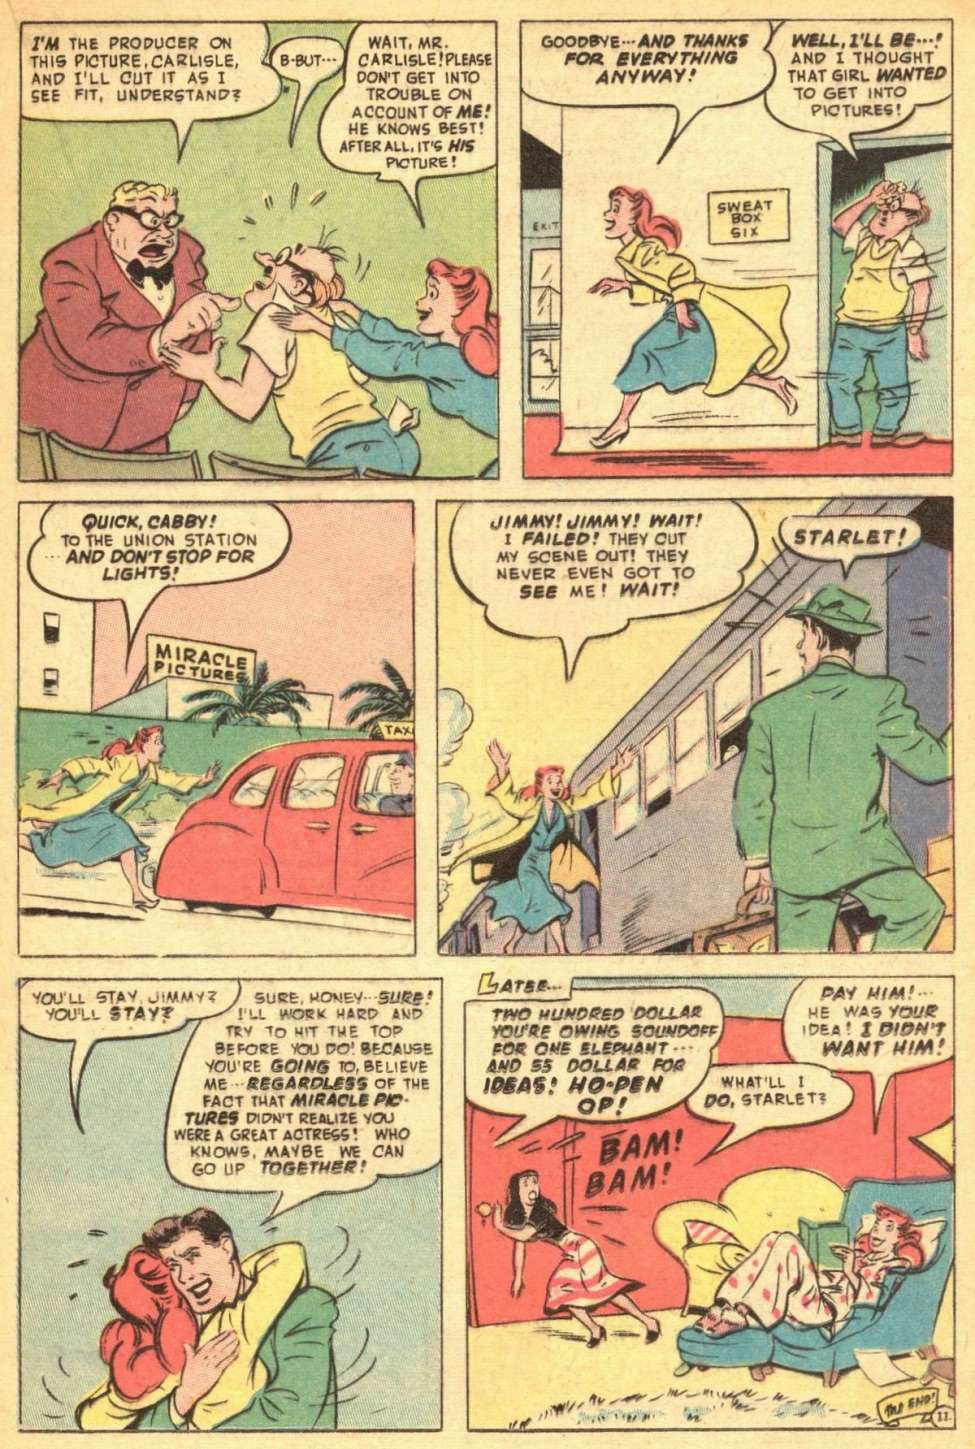 I'M THE PRODUCER ON
THIS PICTURE, CARLISLE,
AND I'LL CUT IT AS I
SEE FIT, UNDERSTAND?
B-BUT---
WAIT, MR.
CARLISLE! PLEASE
DON'T GET INTO
TROUBLE ON
ACCOUNT OF ME!
HE KNOWS BEST!
AFTER ALL, IT'S HIS
PICTURE!
GOODBYE--- AND THANKS
FOR EVERYTHING
ANYWAY!
WELL, I'LL BE---!
AND I THOUGHT
THAT GIRL WANTED
TO GET INTO
PICTURES!
EXIT
SWEAT
BOX
SIX
QUICK, CABBY!
TO THE UNION STATION
--- AND DON'T STOP FOR
LIGHTS!
MIRACLE
PICTURES
TAXI
JIMMY! JIMMY! WAIT!
I FAILED! THEY CUT
MY SCENE OUT! THEY
NEVER EVEN GOT TO
SEE ME! WAIT!
STARLET!
YOU'LL STAY, JIMMY?
YOU'LL STAY?
SURE, HONEY--- SURE!
I'LL WORK HARD AND
TRY TO HIT THE TOP
BEFORE YOU DO! BECAUSE
YOU'RE GOING TO, BELIEVE
ME--- REGARDLESS OF THE
FACT THAT MIRACLE PIC-
TURES DIDN'T REALIZE YOU
WERE A GREAT ACTRESS! WHO
KNOWS, MAYBE WE CAN
GO UP TOGETHER!
LATER---
TWO HUNDRED DOLLAR
YOU'RE OWING SOUNDOFF
FOR ONE ELEPHANT---
AND 55 DOLLAR FOR
IDEAS! HO-PEN
OP!
PAY HIM!---
HE WAS YOUR
IDEA! I DIDN'T
WANT HIM!
WHAT'LL I
DO, STARLET?
BAM!
BAM!
THE END!
11.